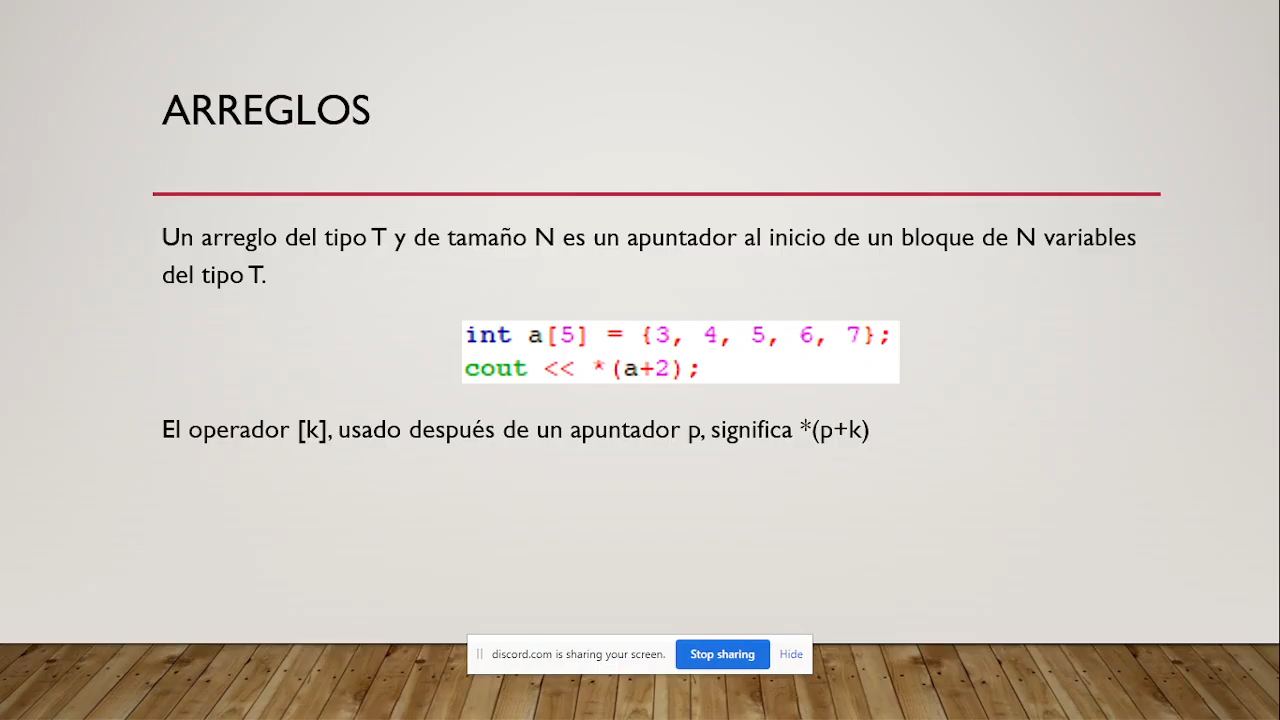 ARREGLOS
Un arreglo del tipo T y de tamaño N es un apuntador al inicio de un bloque de N variables
del tipo T.
int a[5] = {3, 4, 5, 6, 7};
cout << *(a+2);
El operador [k], usado después de un apuntador p, significa *(p+k)
discord.com is sharing your screen. Stop sharing Hide